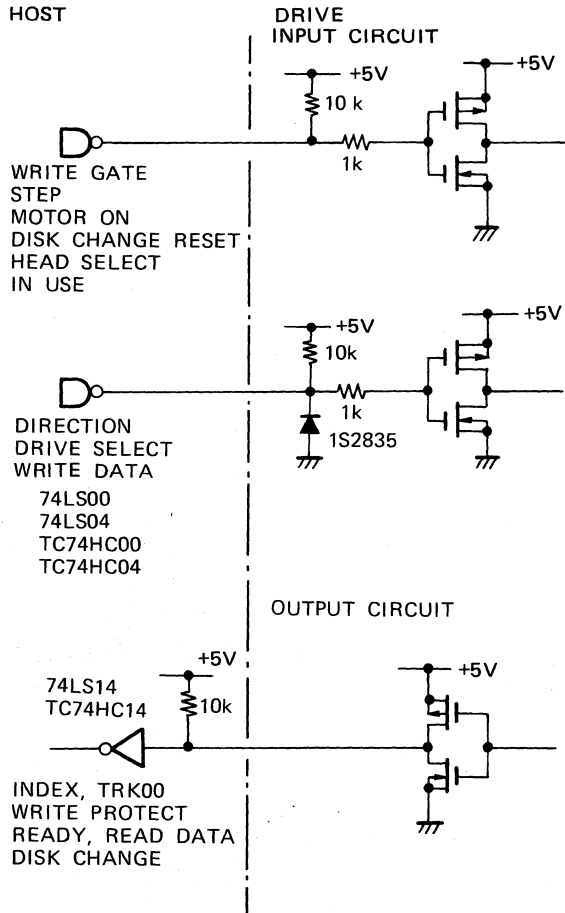 HOST
DRIVE
INPUT CIRCUIT
+5V
+5V
10 k
1k
WRITE GATE
STEP
MOTOR ON
DISK CHANGE RESET
HEAD SELECT
IN USE
+5V
+5V
10k
1k
1S2835
DIRECTION
DRIVE SELECT
WRITE DATA
74LS00
74LS04
TC74HC00
TC74HC04
OUTPUT CIRCUIT
+5V
+5V
74LS14
TC74HC14
10k
INDEX, TRK00
WRITE PROTECT
READY, READ DATA
DISK CHANGE